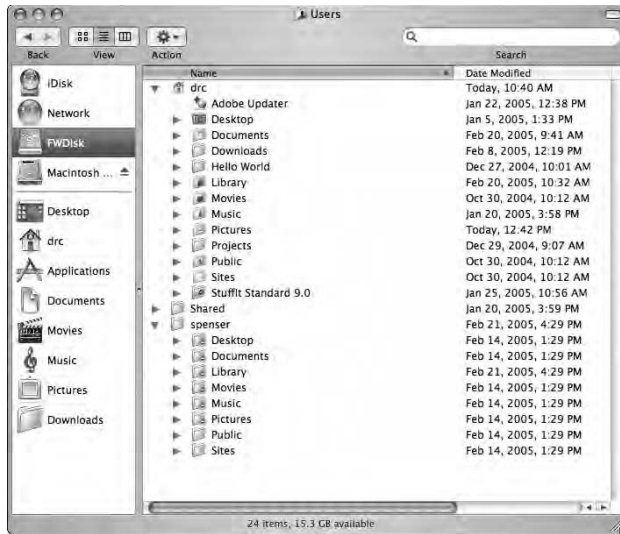 Users
Back View Action Search
iDisk
Network
FWDisk
Macintosh ...
Desktop
drc
Applications
Documents
Movies
Music
Pictures
Downloads
Name Date Modified
drc Today, 10:40 AM
Adobe Updater Jan 22, 2005, 12:38 PM
Desktop Jan 5, 2005, 1:33 PM
Documents Feb 20, 2005, 9:41 AM
Downloads Feb 8, 2005, 12:19 PM
Hello World Dec 27, 2004, 10:01 AM
Library Feb 20, 2005, 10:32 AM
Movies Oct 30, 2004, 10:12 AM
Music Jan 20, 2005, 3:58 PM
Pictures Today, 12:42 PM
Projects Dec 29, 2004, 9:07 AM
Public Oct 30, 2004, 10:12 AM
Sites Oct 30, 2004, 10:12 AM
StuffIt Standard 9.0 Jan 25, 2005, 10:56 AM
Shared Jan 20, 2005, 3:59 PM
spenser Feb 21, 2005, 4:29 PM
Desktop Feb 14, 2005, 1:29 PM
Documents Feb 14, 2005, 1:29 PM
Library Feb 21, 2005, 4:29 PM
Movies Feb 14, 2005, 1:29 PM
Music Feb 14, 2005, 1:29 PM
Pictures Feb 14, 2005, 1:29 PM
Public Feb 14, 2005, 1:29 PM
Sites Feb 14, 2005, 1:29 PM
24 items, 15.3 GB available